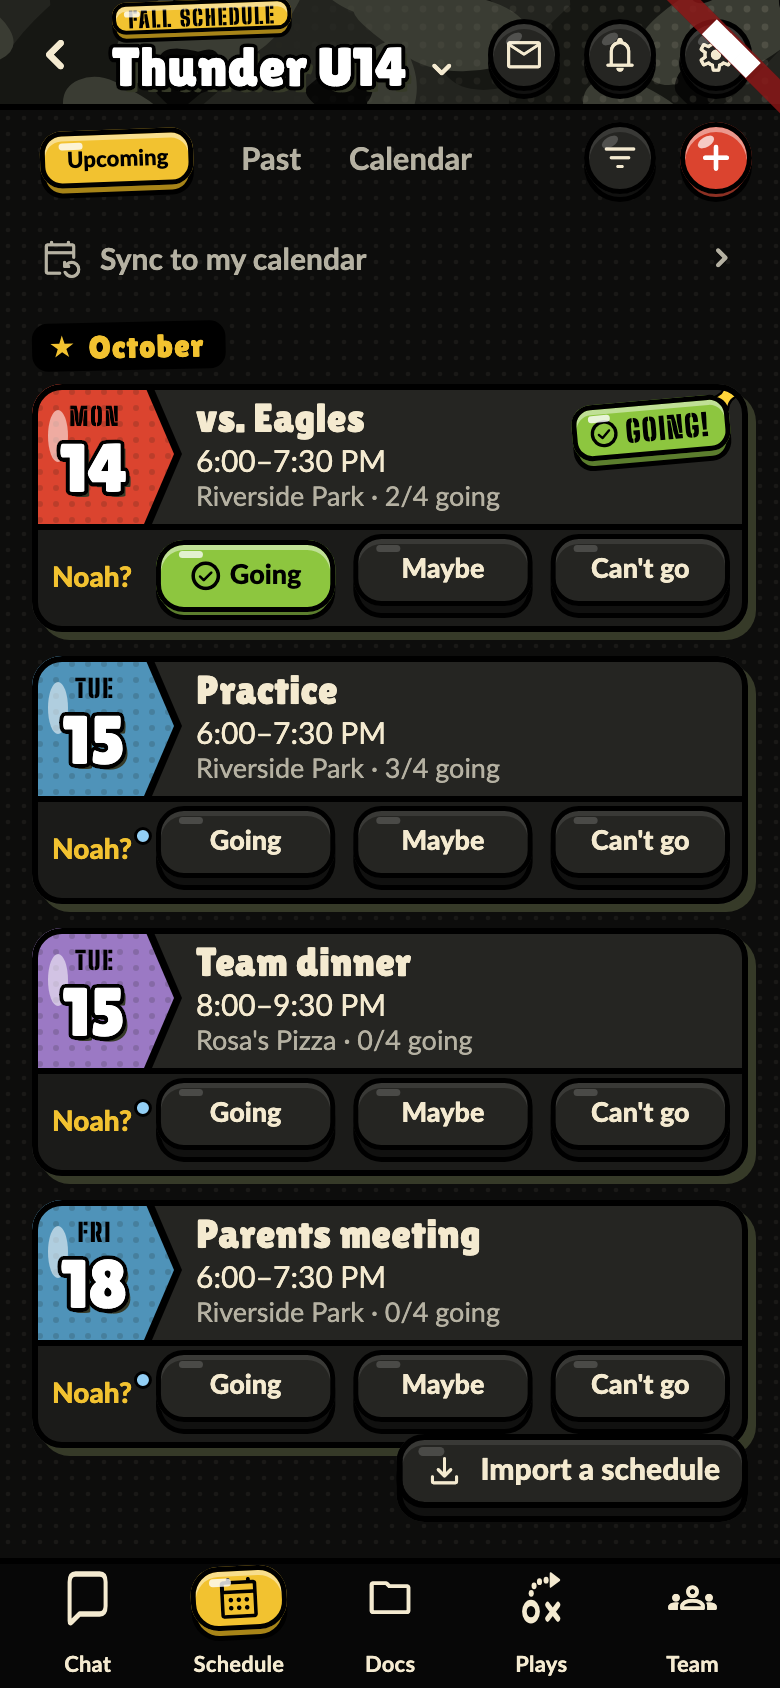 FALL SCHEDULE
Thunder U14
Upcoming Past Calendar
Sync to my calendar
★ October
MON
14
vs. Eagles
6:00–7:30 PM
Riverside Park · 2/4 going
GOING!
Noah? Going Maybe Can't go
TUE
15
Practice
6:00–7:30 PM
Riverside Park · 3/4 going
Noah? Going Maybe Can't go
TUE
15
Team dinner
8:00–9:30 PM
Rosa's Pizza · 0/4 going
Noah? Going Maybe Can't go
FRI
18
Parents meeting
6:00–7:30 PM
Riverside Park · 0/4 going
Noah? Going Maybe Can't go
Import a schedule
Chat Schedule Docs Plays Team